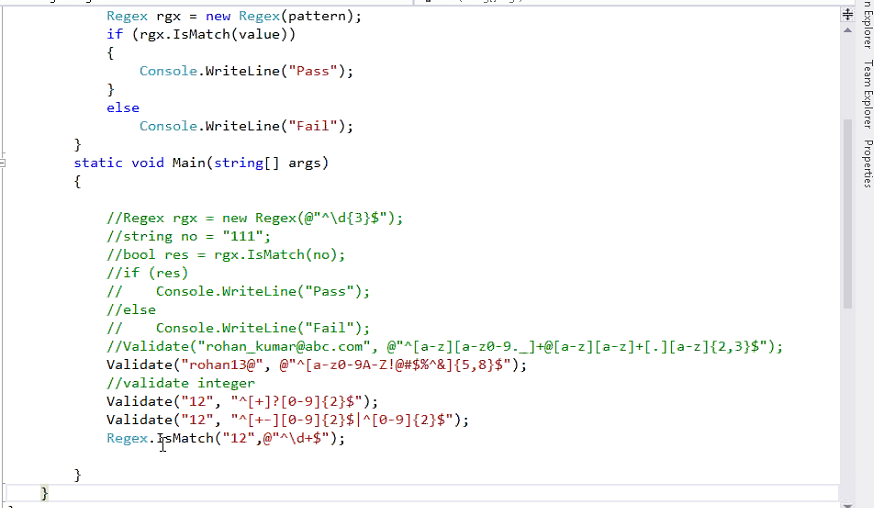 Regex rgx = new Regex(pattern);
if (rgx.IsMatch(value))
{
Console.WriteLine("Pass");
}
else
Console.WriteLine("Fail");
}
static void Main(string[] args)
{
//Regex rgx = new Regex(@"^\d{3}$");
//string no = "111";
//bool res = rgx.IsMatch(no);
//if (res)
//    Console.WriteLine("Pass");
//else
//    Console.WriteLine("Fail");
//Validate("rohan_kumar@abc.com", @"^[a-z][a-z0-9._]+@[a-z][a-z]+[.][a-z]{2,3}$");
Validate("rohan13@", @"^[a-z0-9A-Z!@#$%^&]{5,8}$");
//validate integer
Validate("12", "^[+]?[0-9]{2}$");
Validate("12", "^[+-][0-9]{2}$|^[0-9]{2}$");
Regex.IsMatch("12",@"^\d+$");
}
}
Explorer
Team Explorer
Properties